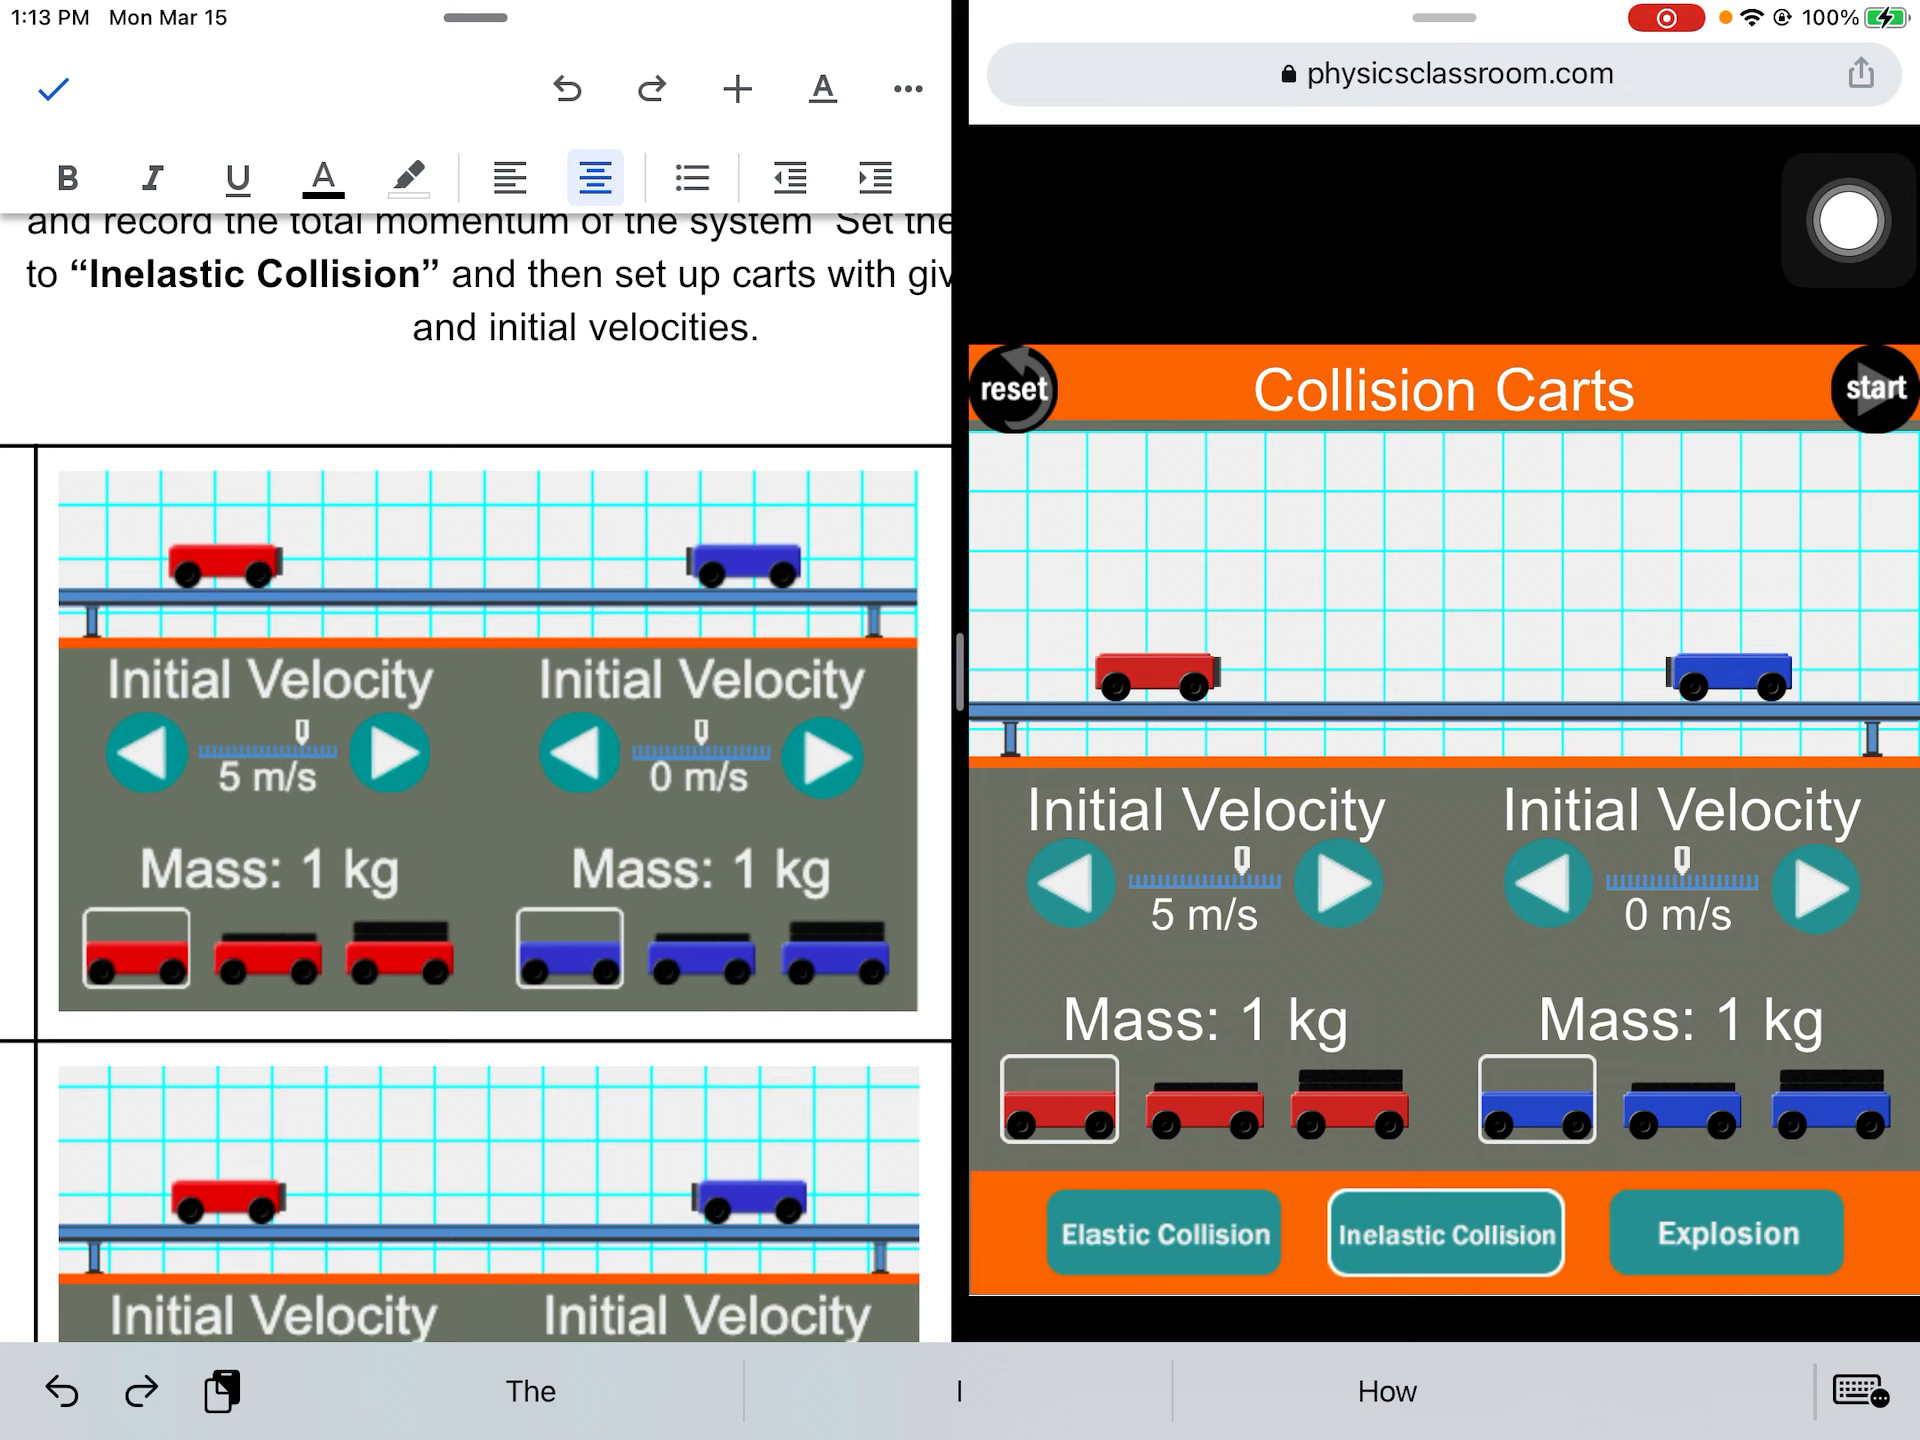 1:13 PM Mon Mar 15
100%
physicsclassroom.com
B I U A
and record the total momentum of the system Set the
to “Inelastic Collision” and then set up carts with giv
and initial velocities.
Initial Velocity Initial Velocity
5 m/s 0 m/s
Mass: 1 kg Mass: 1 kg
Initial Velocity Initial Velocity
reset Collision Carts start
Initial Velocity Initial Velocity
5 m/s 0 m/s
Mass: 1 kg Mass: 1 kg
Elastic Collision Inelastic Collision Explosion
The I How